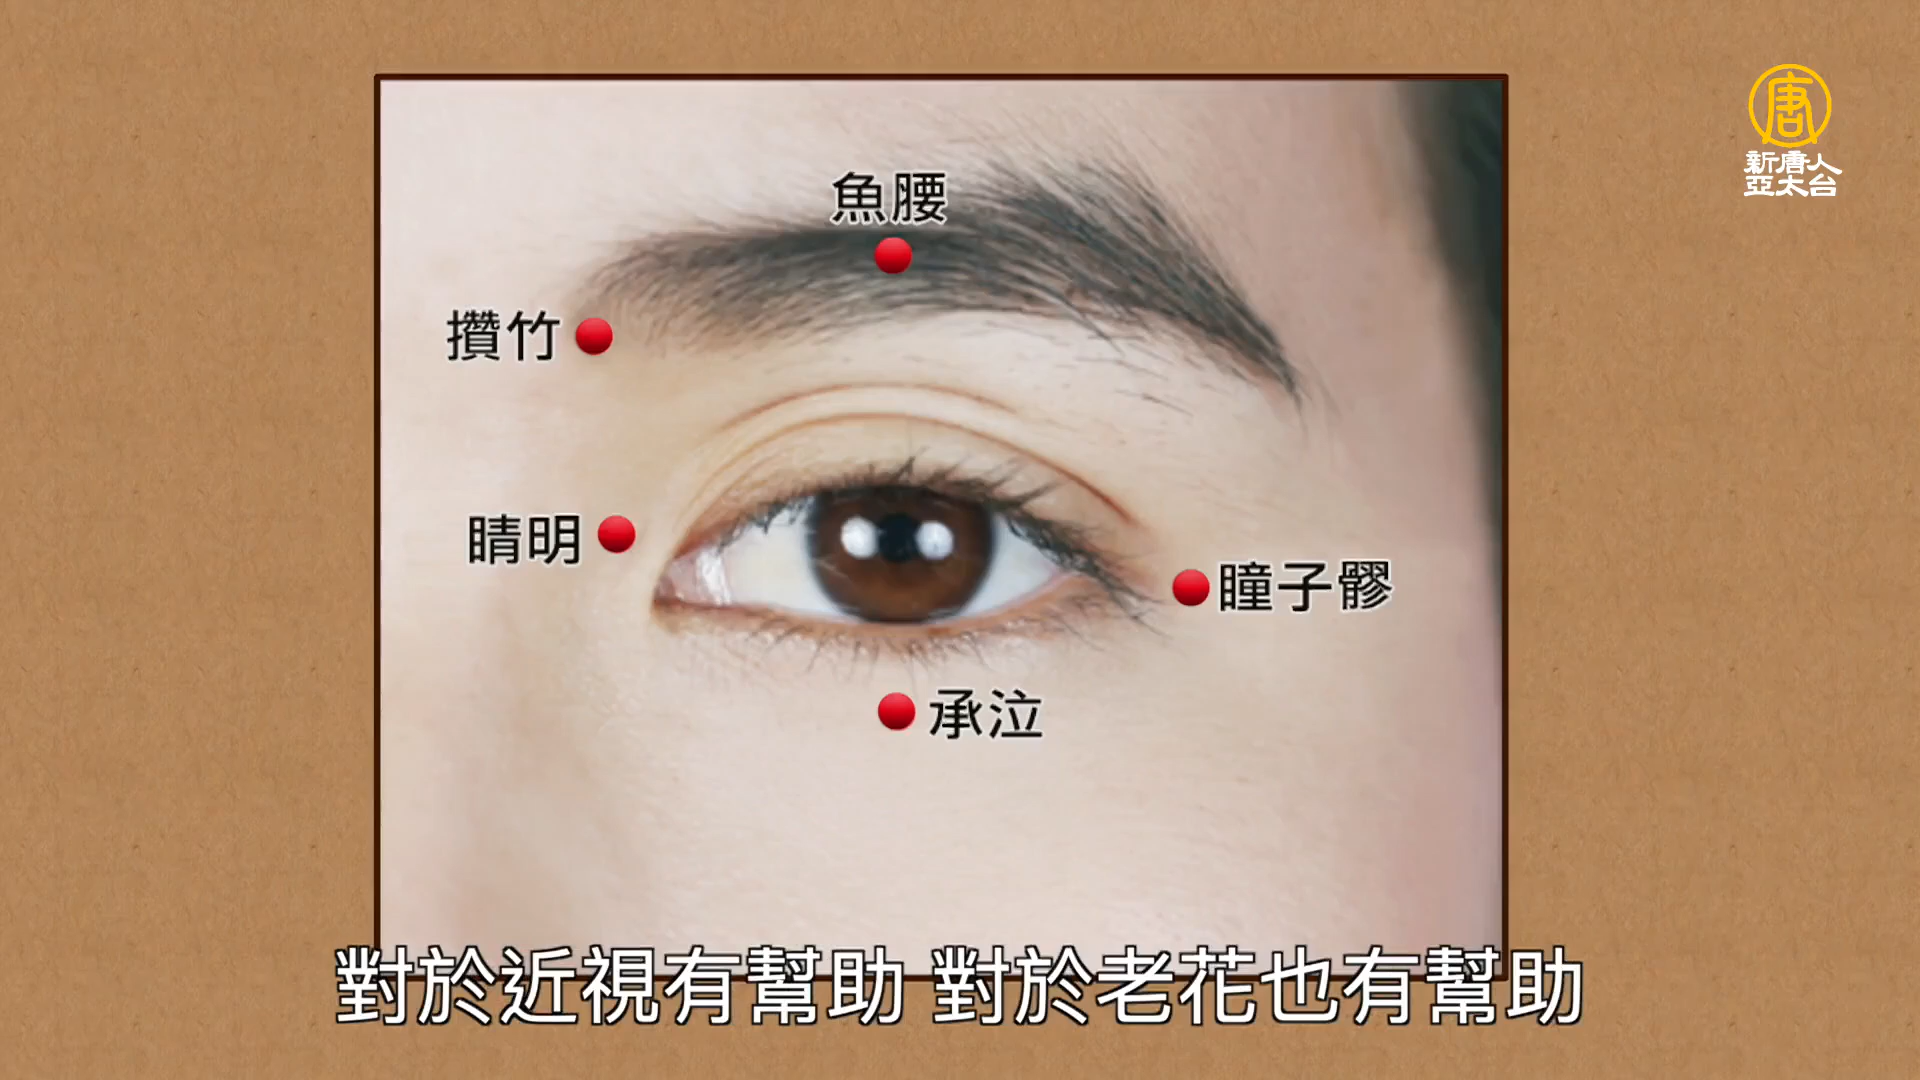 唐
新唐人
亞太台
魚腰
攢竹
睛明
瞳子髎
承泣
對於近視有幫助 對於老花也有幫助